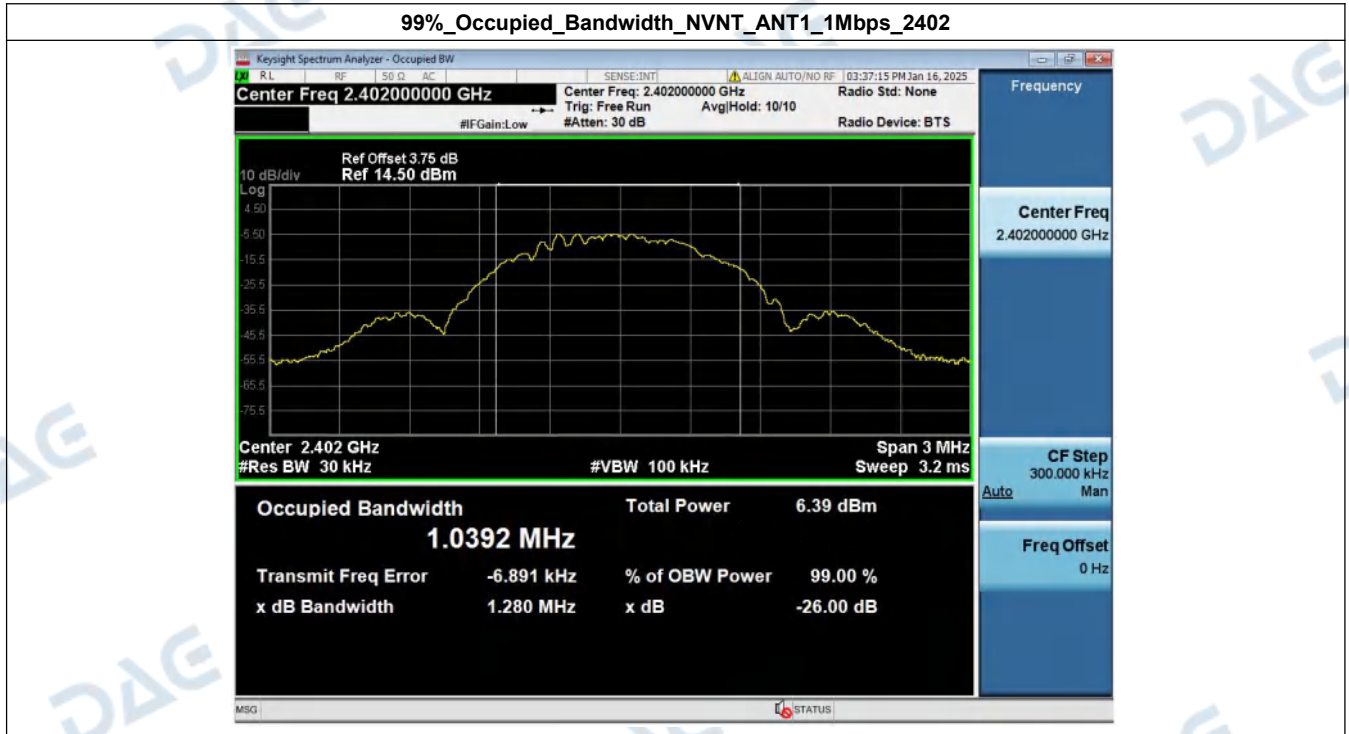 99%_Occupied_Bandwidth_NVNT_ANT1_1Mbps_2402
Keysight Spectrum Analyzer - Occupied BW
LXI RL RF 50 Ω AC SENSE:INT ALIGN AUTO/NO RF 03:37:15 PM Jan 16, 2025
Center Freq 2.402000000 GHz
Center Freq: 2.402000000 GHz Radio Std: None
Trig: Free Run Avg|Hold: 10/10
#IFGain:Low #Atten: 30 dB Radio Device: BTS
Ref Offset 3.75 dB
10 dB/div Ref 14.50 dBm
Log
4.50
-5.50
-15.5
-25.5
-35.5
-45.5
-55.5
-65.5
-75.5
Center 2.402 GHz Span 3 MHz
#Res BW 30 kHz #VBW 100 kHz Sweep 3.2 ms
Occupied Bandwidth Total Power 6.39 dBm
1.0392 MHz
Transmit Freq Error -6.891 kHz % of OBW Power 99.00 %
x dB Bandwidth 1.280 MHz x dB -26.00 dB
MSG STATUS
Frequency
Center Freq
2.402000000 GHz
CF Step
300.000 kHz
Auto Man
Freq Offset
0 Hz
DAE
DAE
DAE